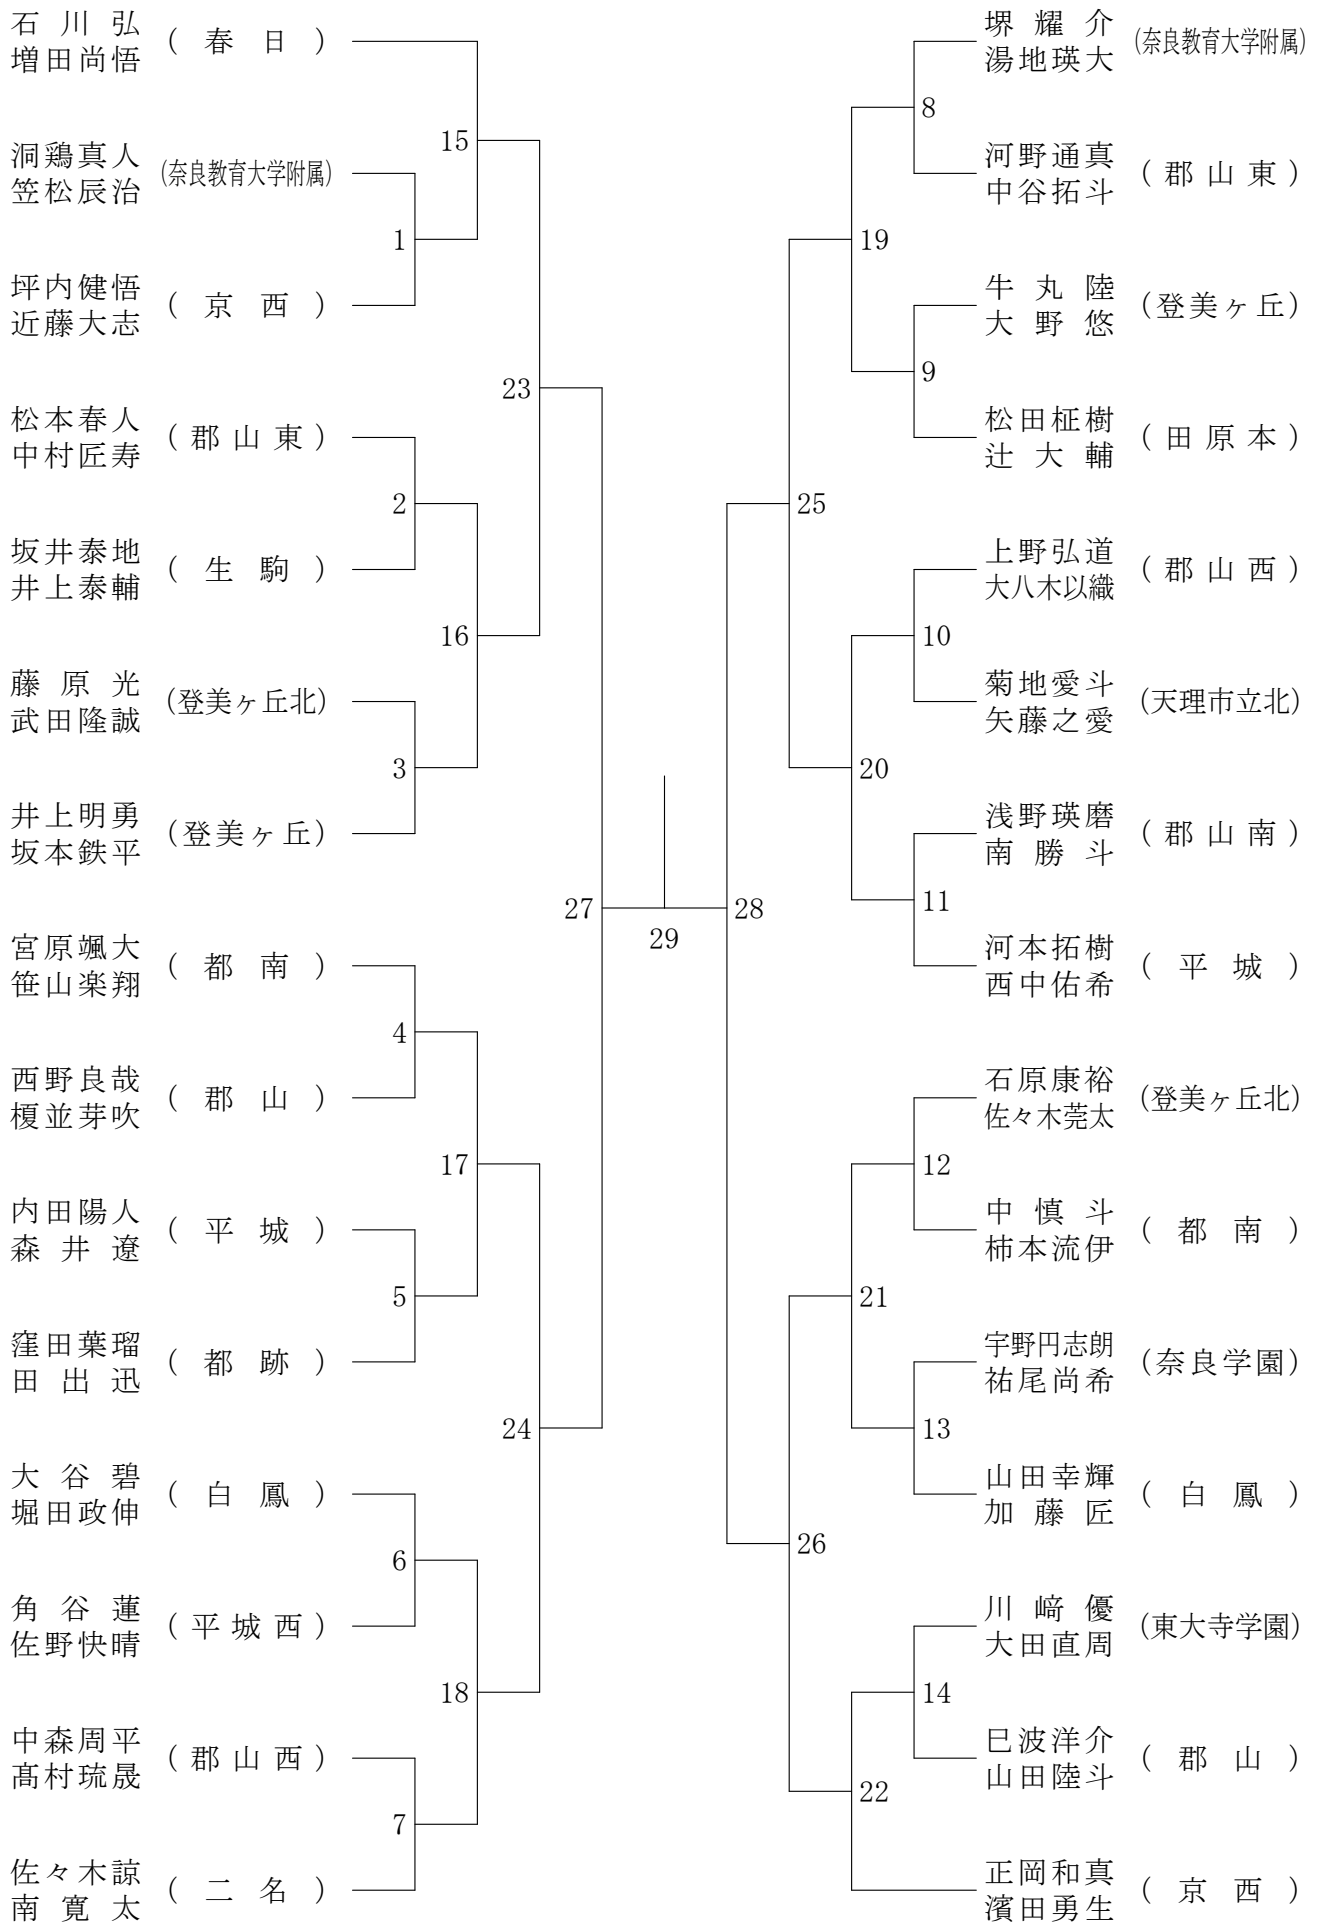 石川弘
増田尚悟
(春日)
洞鶏真人
笠松辰治
(奈良教育大学附属)
坪内健悟
近藤大志
(京西)
松本春人
中村匠寿
(郡山東)
坂井泰地
井上泰輔
(生駒)
藤原光
武田隆誠
(登美ヶ丘北)
井上明勇
坂本鉄平
(登美ヶ丘)
宮原颯大
笹山楽翔
(都南)
西野良哉
榎並芽吹
(郡山)
内田陽人
森井遼
(平城)
窪田葉瑠
田出迅
(都跡)
大谷碧
堀田政伸
(白鳳)
角谷蓮
佐野快晴
(平城西)
中森周平
髙村琉晟
(郡山西)
佐々木諒
南寛太
(二名)
1
2
3
4
5
6
7
15
16
17
18
23
24
27
29
28
25
26
19
20
21
22
8
9
10
11
12
13
14
堺耀介
湯地瑛大
(奈良教育大学附属)
河野通真
中谷拓斗
(郡山東)
牛丸陸
大野悠
(登美ヶ丘)
松田柾樹
辻大輔
(田原本)
上野弘道
大八木以織
(郡山西)
菊地愛斗
矢藤之愛
(天理市立北)
浅野瑛磨
南勝斗
(郡山南)
河本拓樹
西中佑希
(平城)
石原康裕
佐々木莞太
(登美ヶ丘北)
中慎斗
柿本流伊
(都南)
宇野円志朗
祐尾尚希
(奈良学園)
山田幸輝
加藤匠
(白鳳)
川﨑優
大田直周
(東大寺学園)
巳波洋介
山田陸斗
(郡山)
正岡和真
濱田勇生
(京西)